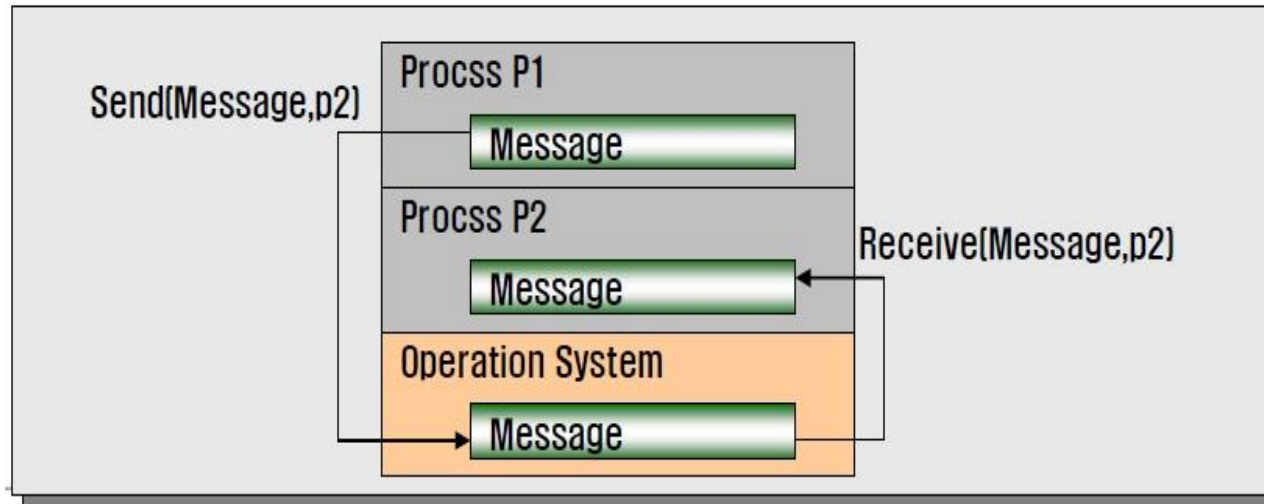 Procss P1
Send(Message,p2)
Message
Procss P2
Receive(Message,p2)
Message
Operation System
Message